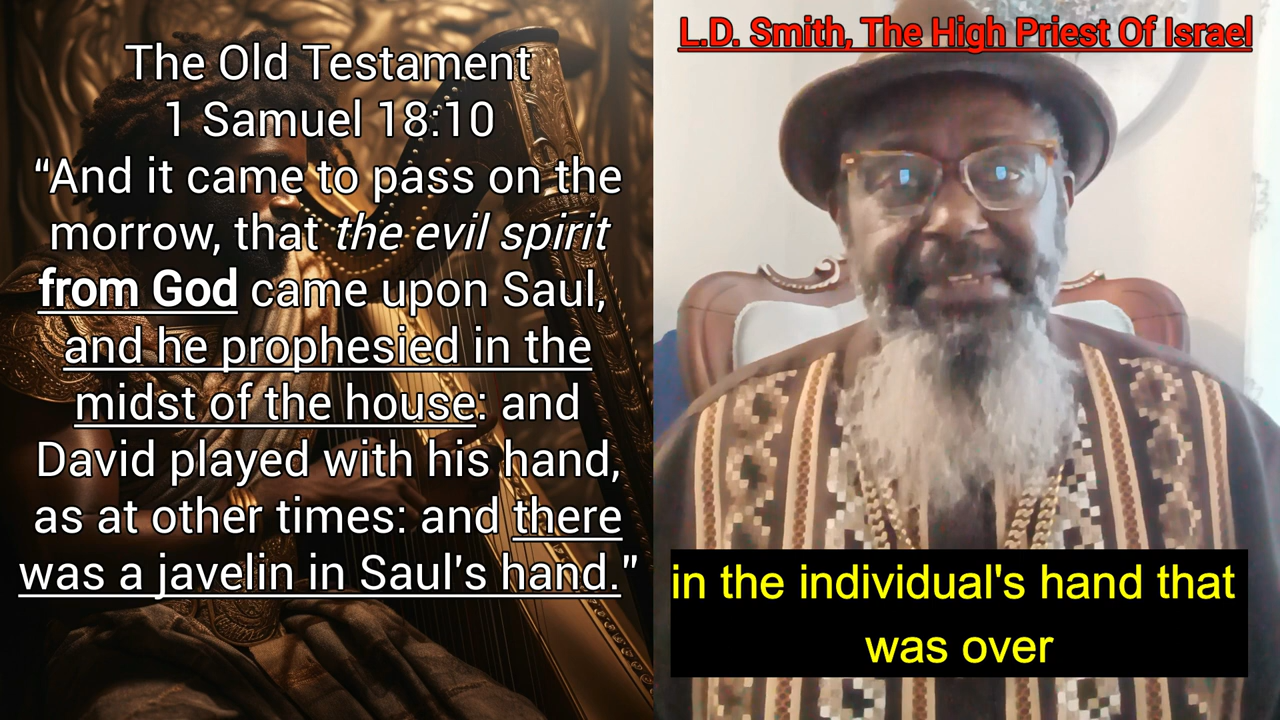 The Old Testament
1 Samuel 18:10
“And it came to pass on the
morrow, that the evil spirit
from God came upon Saul,
and he prophesied in the
midst of the house: and
David played with his hand,
as at other times: and there
was a javelin in Saul's hand.”
L.D. Smith, The High Priest Of Israel
in the individual's hand that
was over